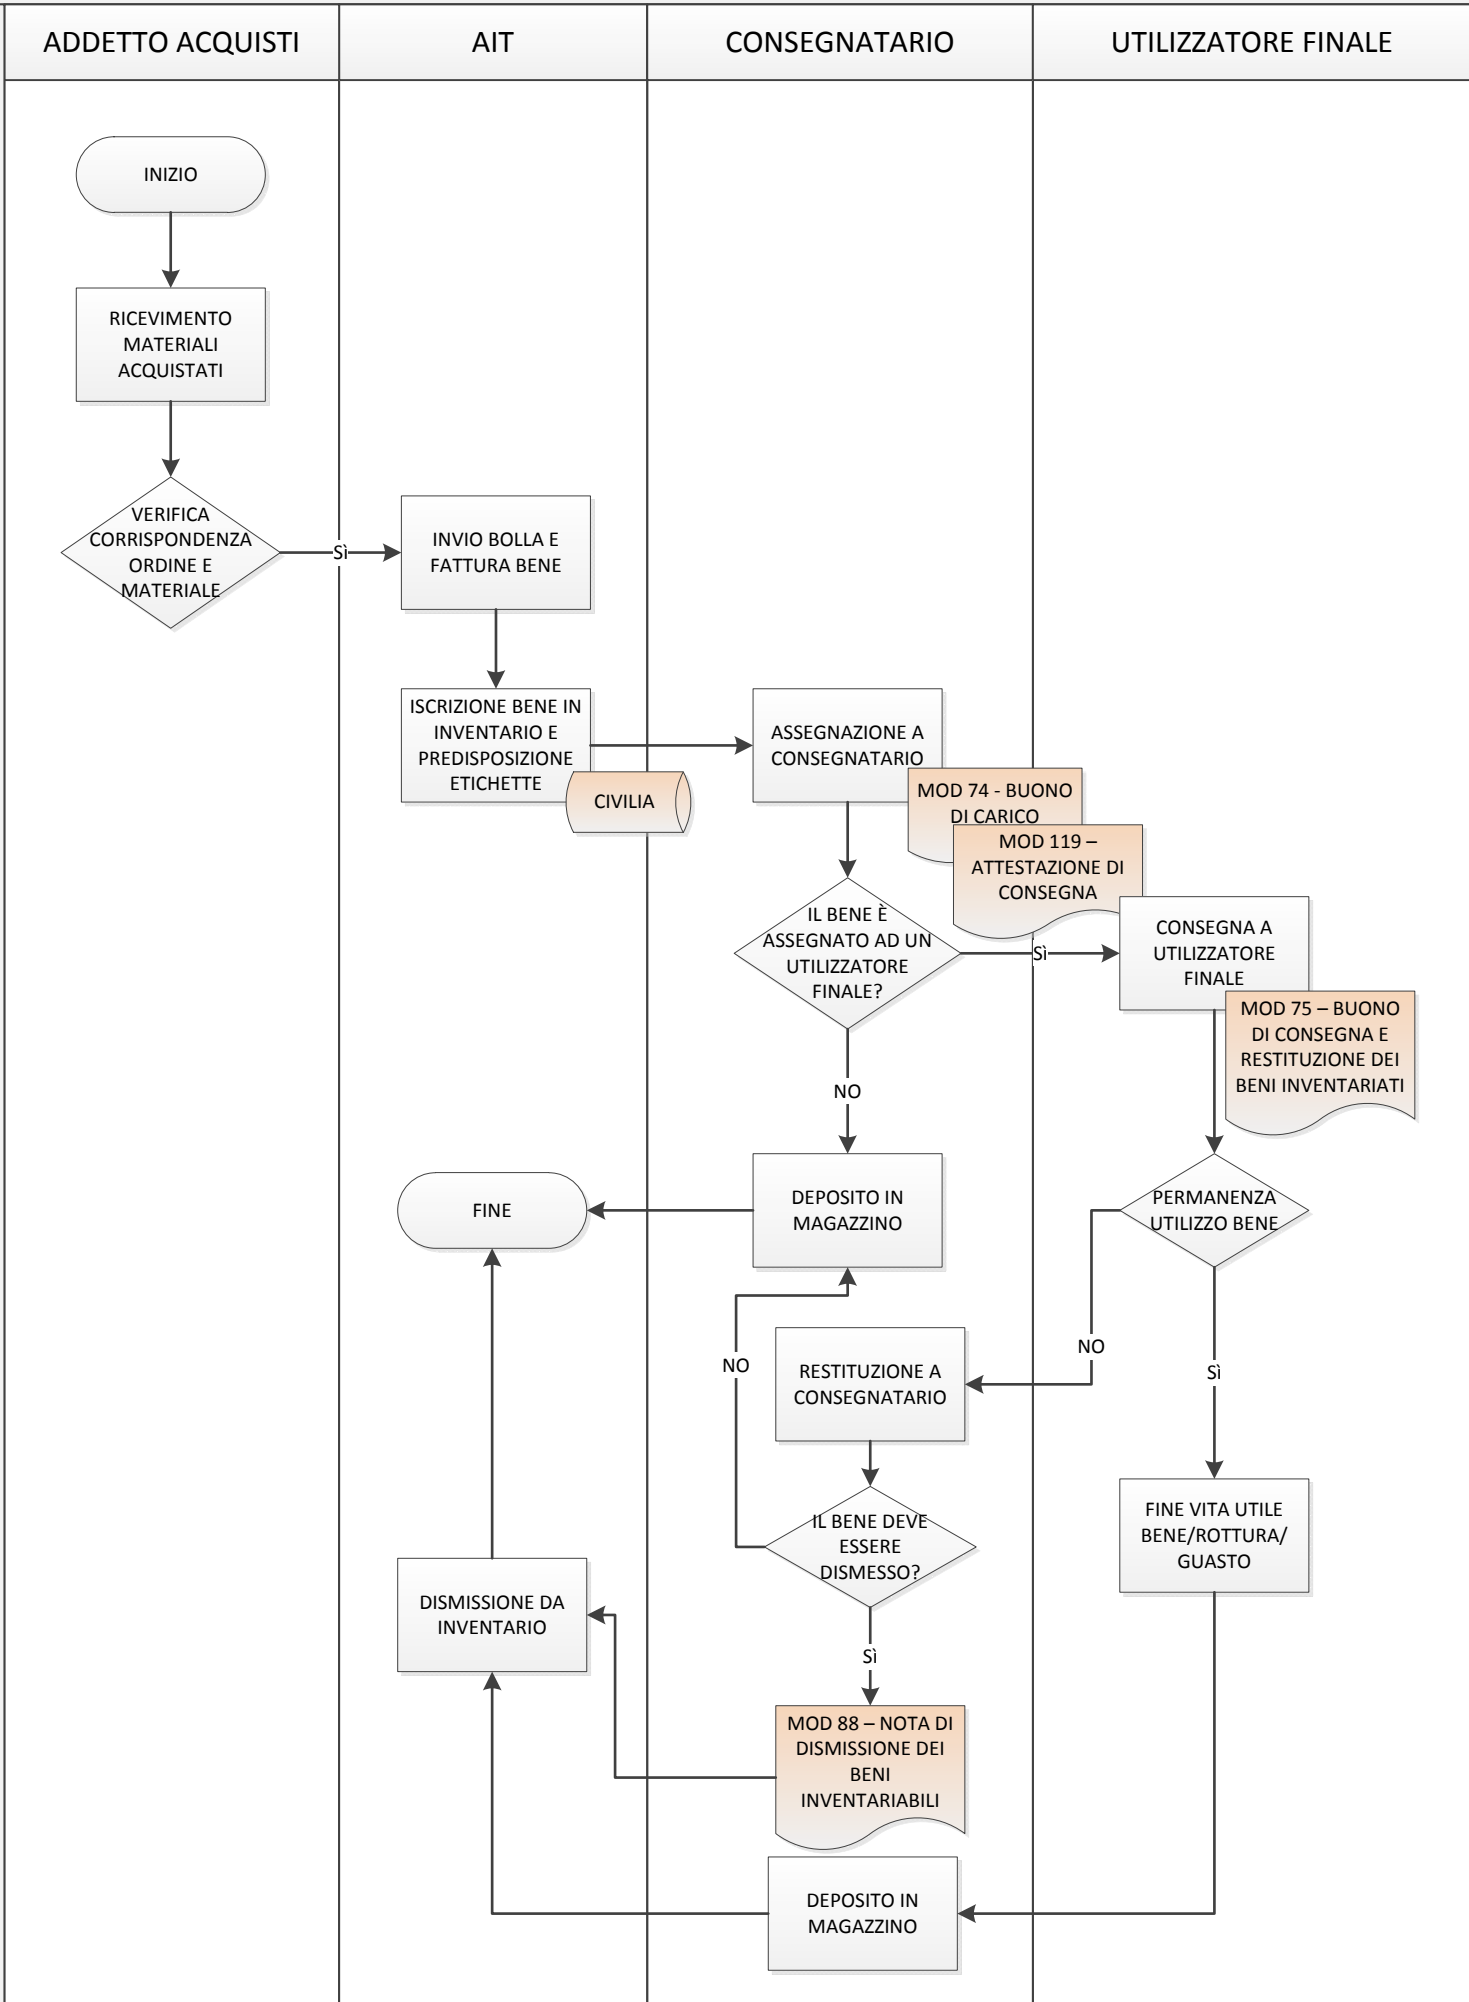 ADDETTO ACQUISTI
AIT
CONSEGNATARIO
UTILIZZATORE FINALE
INIZIO
RICEVIMENTO
MATERIALI
ACQUISTATI
VERIFICA
CORRISPONDENZA
ORDINE E
MATERIALE
Sì
INVIO BOLLA E
FATTURA BENE
ISCRIZIONE BENE IN
INVENTARIO E
PREDISPOSIZIONE
ETICHETTE
CIVILIA
ASSEGNAZIONE A
CONSEGNATARIO
MOD 74 - BUONO
DI CARICO
MOD 119 –
ATTESTAZIONE DI
CONSEGNA
IL BENE È
ASSEGNATO AD UN
UTILIZZATORE
FINALE?
Sì
CONSEGNA A
UTILIZZATORE
FINALE
MOD 75 – BUONO
DI CONSEGNA E
RESTITUZIONE DEI
BENI INVENTARIATI
NO
DEPOSITO IN
MAGAZZINO
FINE
PERMANENZA
UTILIZZO BENE
NO
Sì
RESTITUZIONE A
CONSEGNATARIO
NO
IL BENE DEVE
ESSERE
DISMESSO?
FINE VITA UTILE
BENE/ROTTURA/
GUASTO
DISMISSIONE DA
INVENTARIO
Sì
MOD 88 – NOTA DI
DISMISSIONE DEI
BENI
INVENTARIABILI
DEPOSITO IN
MAGAZZINO